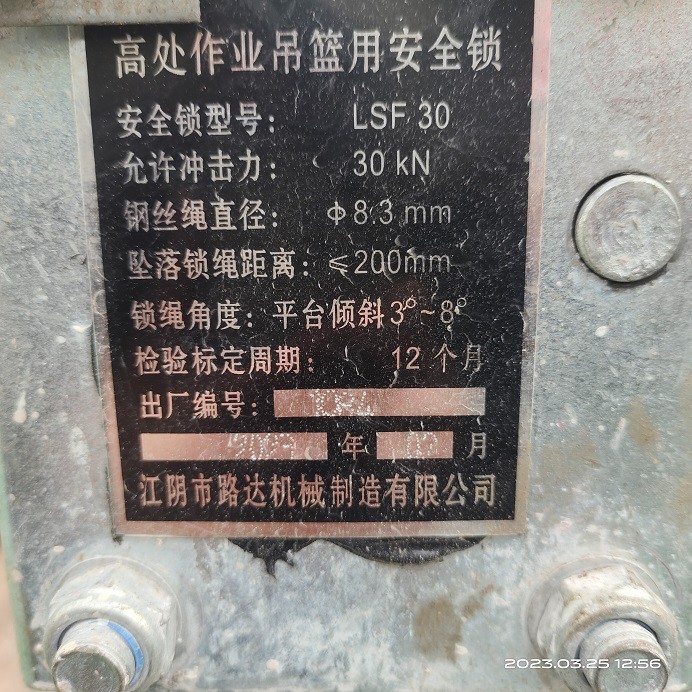 高处作业吊篮用安全锁
安全锁型号: LSF 30
允许冲击力: 30 kN
钢丝绳直径: φ8.3 mm
坠落锁绳距离: ≤200mm
锁绳角度: 平台倾斜3°~8°
检验标定周期: 12个月
出厂编号:
年 02 月
江阴市路达机械制造有限公司
2023.03.25 12:56